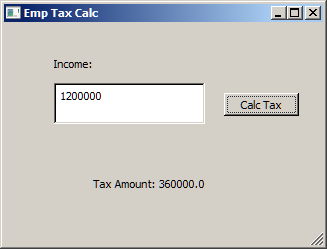 Emp Tax Calc
Income:
1200000
Calc Tax
Tax Amount: 360000.0